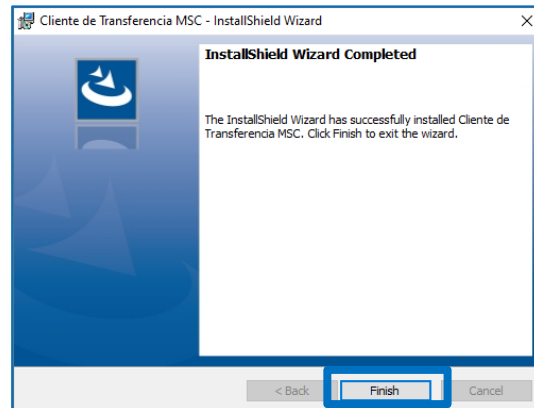 Cliente de Transferencia MSC - InstallShield Wizard
InstallShield Wizard Completed
The InstallShield Wizard has successfully installed Cliente de
Transferencia MSC. Click Finish to exit the wizard.
< Back Finish Cancel